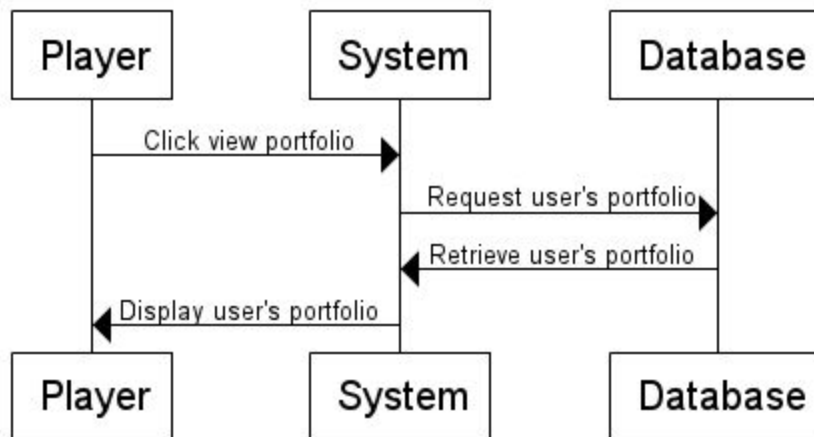 Player System Database
Click view portfolio
Request user's portfolio
Retrieve user's portfolio
Display user's portfolio
Player System Database